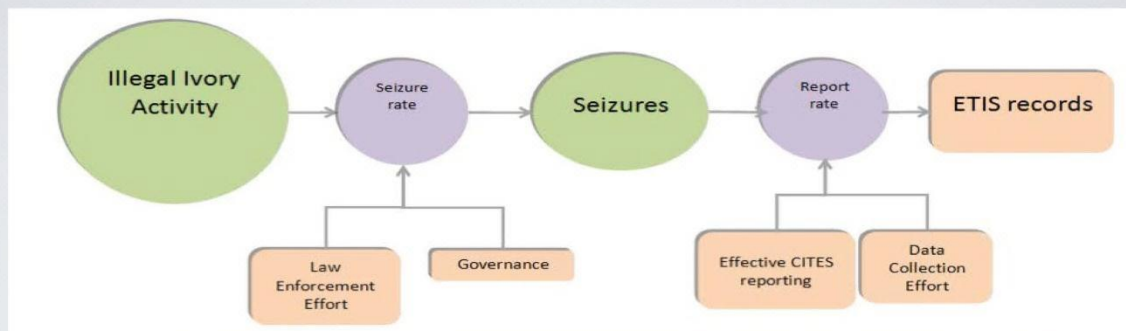 Illegal Ivory
Activity
Seizure
rate
Seizures
Report
rate
ETIS records
Law
Enforcement
Effort
Governance
Effective CITES
reporting
Data
Collection
Effort